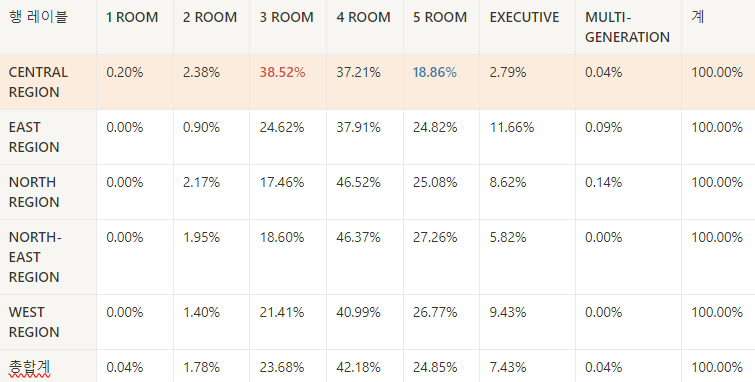 행 레이블 1 ROOM 2 ROOM 3 ROOM 4 ROOM 5 ROOM EXECUTIVE MULTI-GENERATION 계
CENTRAL REGION 0.20% 2.38% 38.52% 37.21% 18.86% 2.79% 0.04% 100.00%
EAST REGION 0.00% 0.90% 24.62% 37.91% 24.82% 11.66% 0.09% 100.00%
NORTH REGION 0.00% 2.17% 17.46% 46.52% 25.08% 8.62% 0.14% 100.00%
NORTH-EAST REGION 0.00% 1.95% 18.60% 46.37% 27.26% 5.82% 0.00% 100.00%
WEST REGION 0.00% 1.40% 21.41% 40.99% 26.77% 9.43% 0.00% 100.00%
총합계 0.04% 1.78% 23.68% 42.18% 24.85% 7.43% 0.04% 100.00%